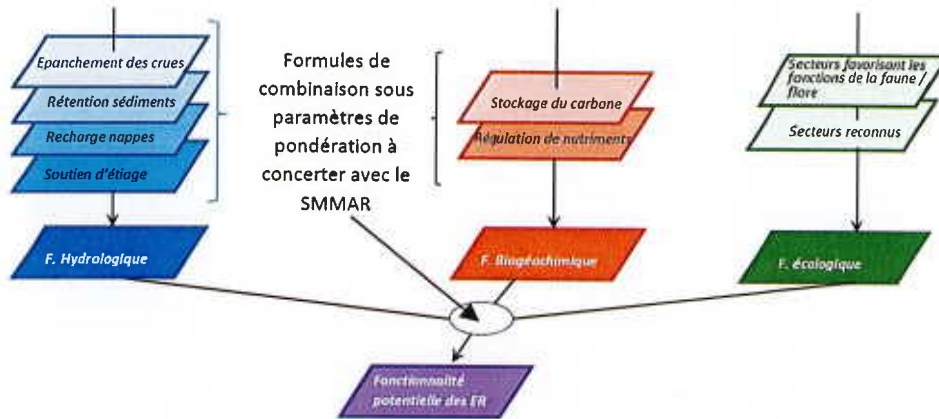 Epanchement des crues
Rétention sédiments
Recharge nappes
Soutien d'étiage
F. Hydrologique
Formules de
combinaison sous
paramètres de
pondération à
concerter avec le
SMMAR
Stockage du carbone
Régulation de nutriments
F. Biogéochimique
Secteurs favorisant les
fonctions de la faune /
flore
Secteurs reconnus
F. écologique
Fonctionnalité
potentielle des ER